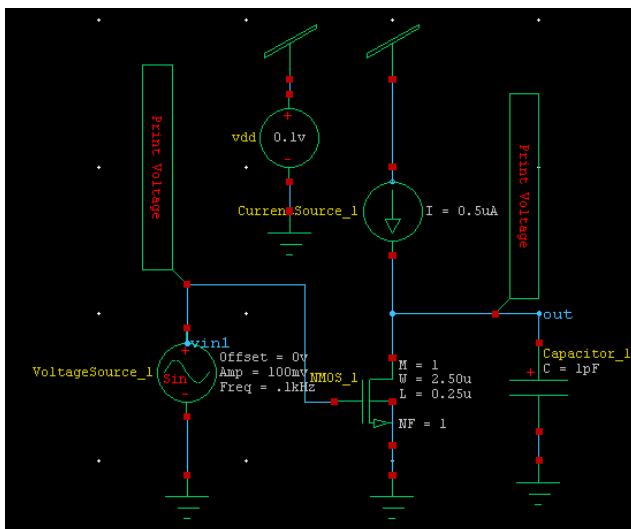 Print Voltage
vdd
+
0.1v
-
CurrentSource_1
I = 0.5uA
Print Voltage
vin1
+
Sin
-
VoltageSource_1
Offset = 0v
Amp = 100mv
Freq = .1kHz
NMOS_1
M = 1
W = 2.50u
L = 0.25u
NF = 1
out
Capacitor_1
C = 1pF
+